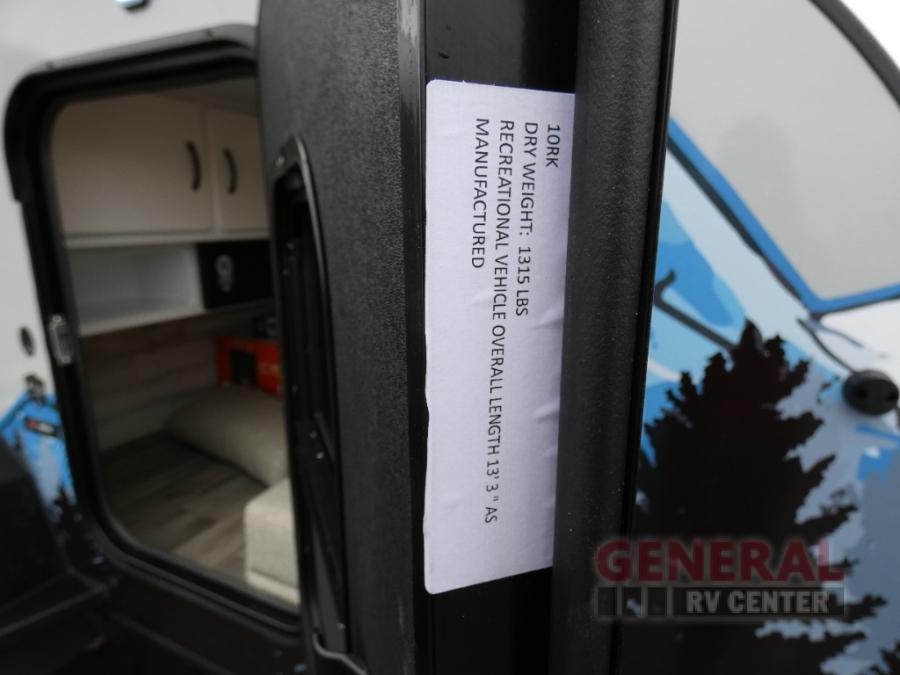 10RK
DRY WEIGHT: 1315 LBS
RECREATIONAL VEHICLE OVERALL LENGTH 13' 3 " AS
MANUFACTURED
GENERAL
RV CENTER